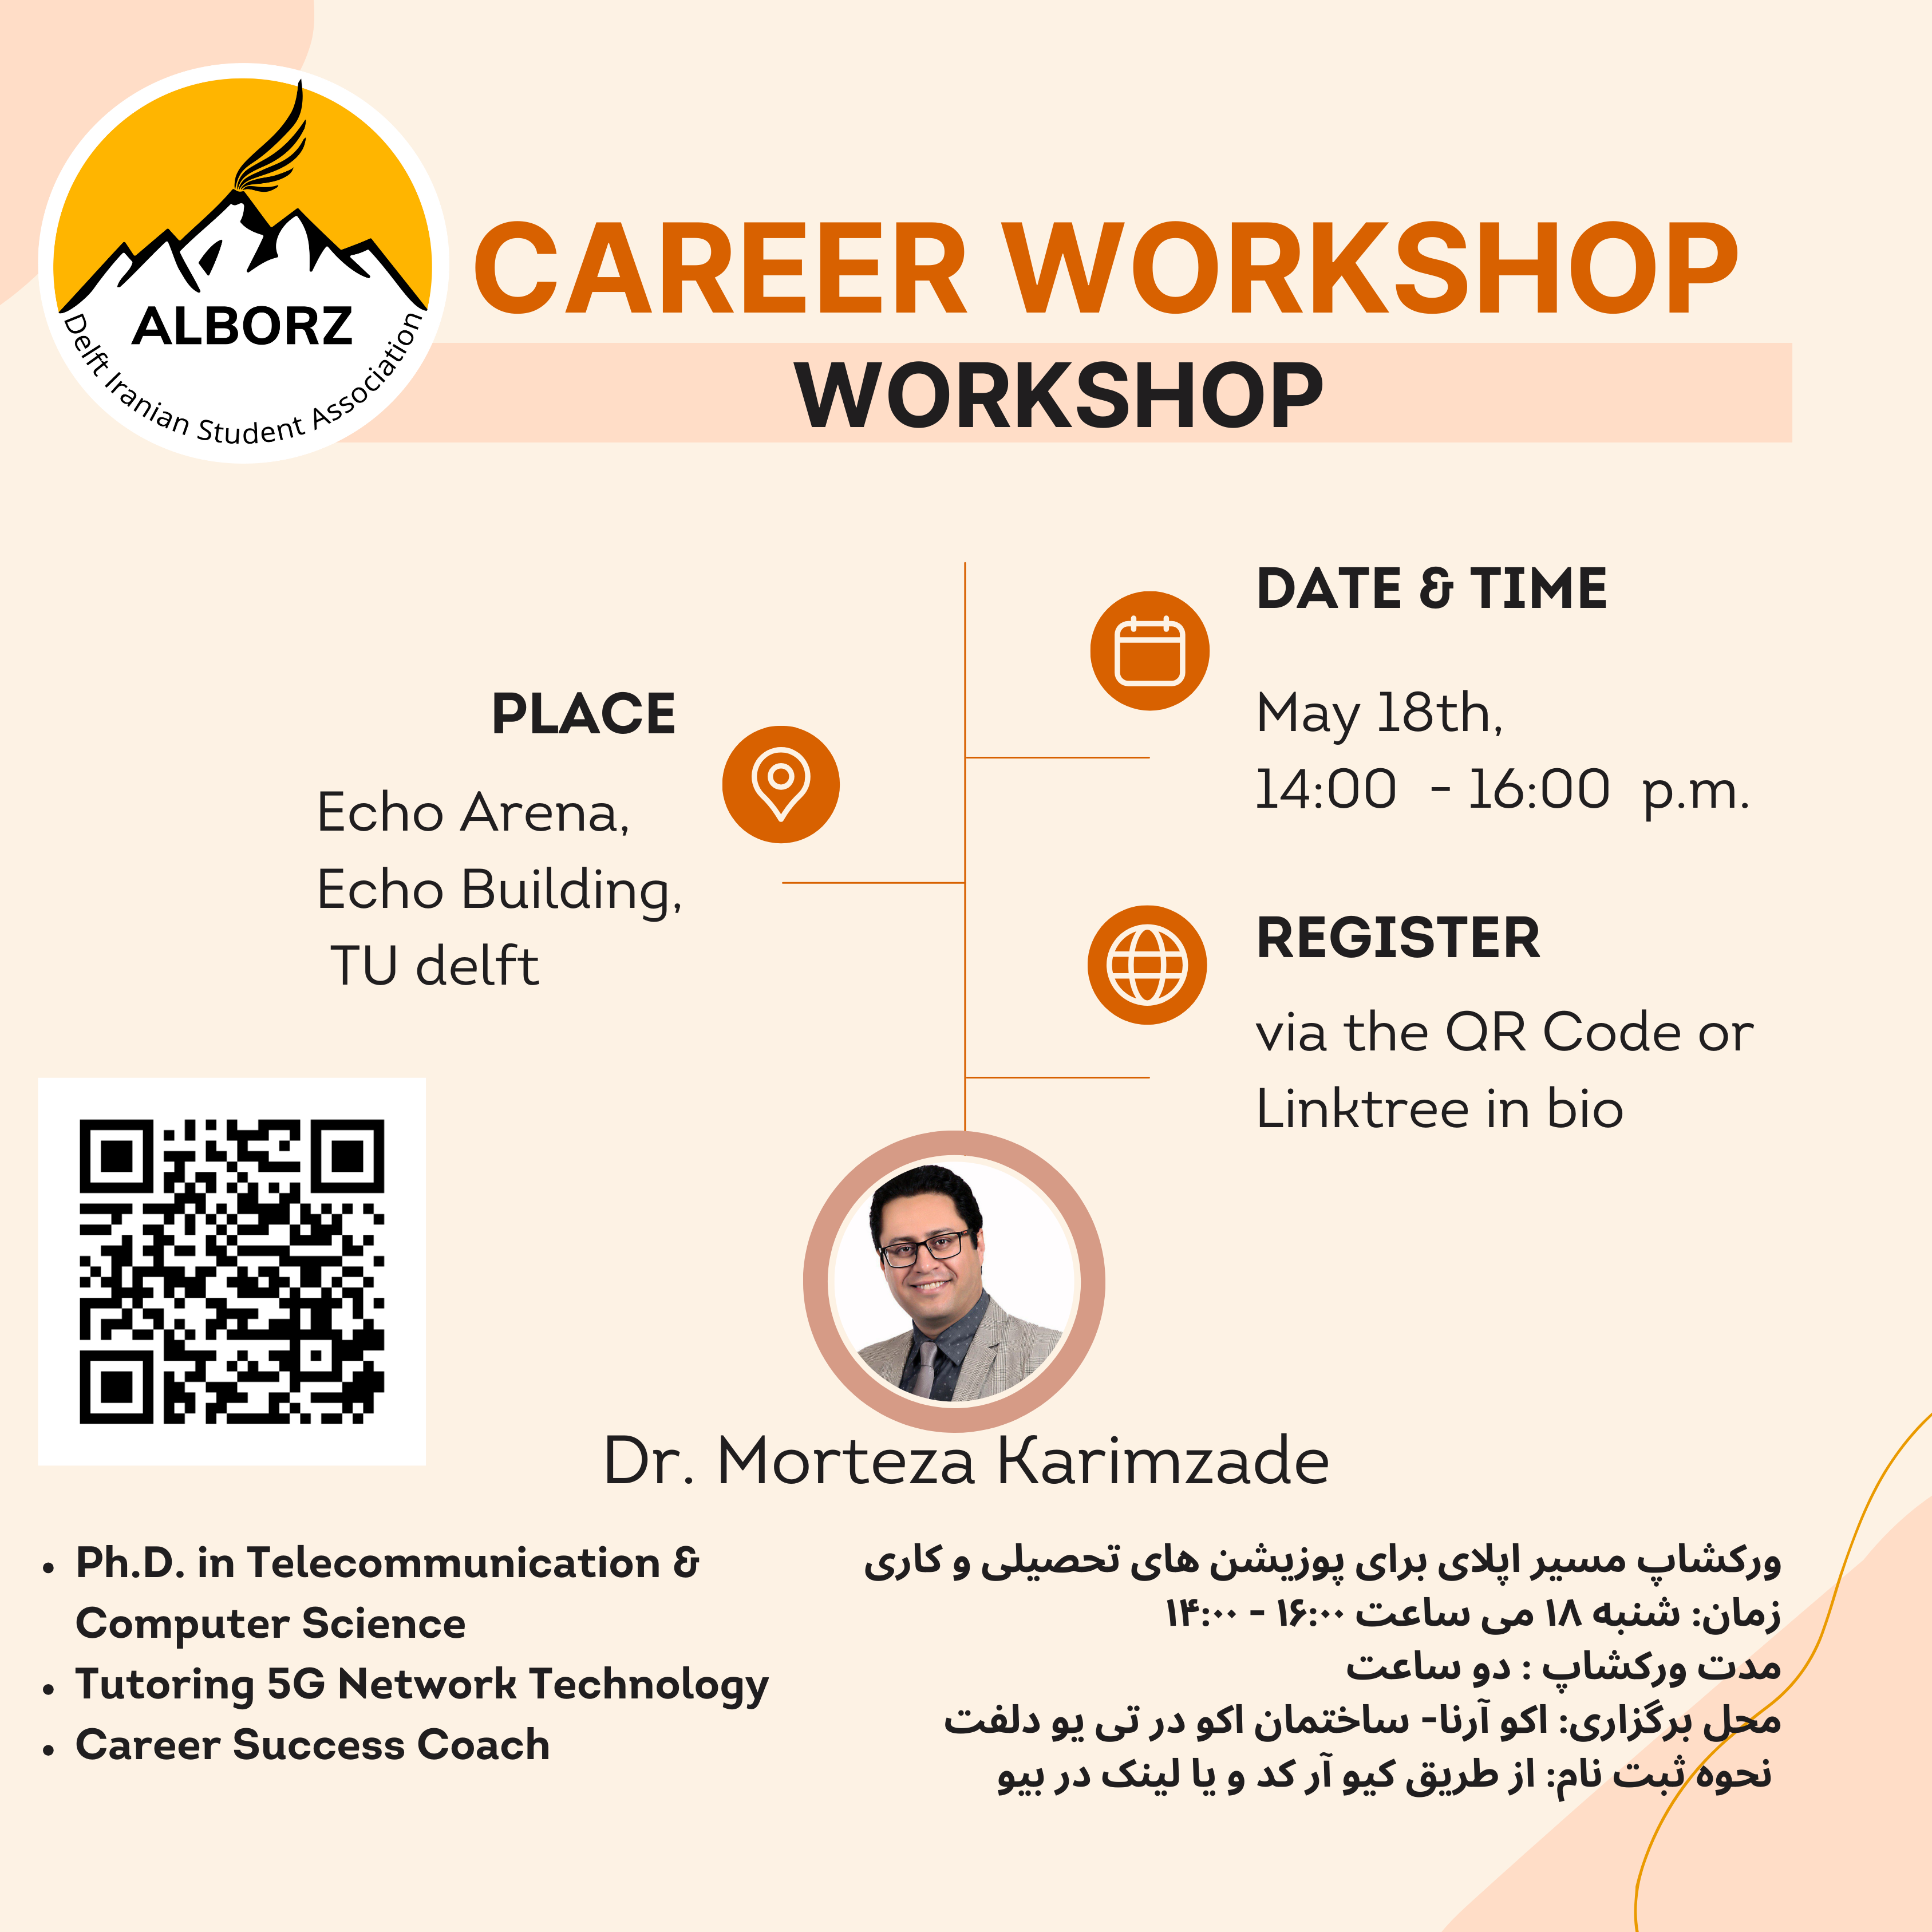 ALBORZ
Delft Iranian Student Association
CAREER WORKSHOP
WORKSHOP
DATE & TIME
May 18th,
14:00 - 16:00 p.m.
PLACE
Echo Arena,
Echo Building,
TU delft
REGISTER
via the QR Code or
Linktree in bio
Dr. Morteza Karimzade
• Ph.D. in Telecommunication &
Computer Science
• Tutoring 5G Network Technology
• Career Success Coach
ورکشاپ مسیر اپلای برای پوزیشن های تحصیلی و کاری
زمان: شنبه ۱۸ می ساعت ۱۶:۰۰ - ۱۴:۰۰
مدت ورکشاپ : دو ساعت
محل برگزاری: اکو آرنا- ساختمان اکو در تی یو دلفت
نحوه ثبت نام: از طریق کیو آر کد و یا لینک در بیو